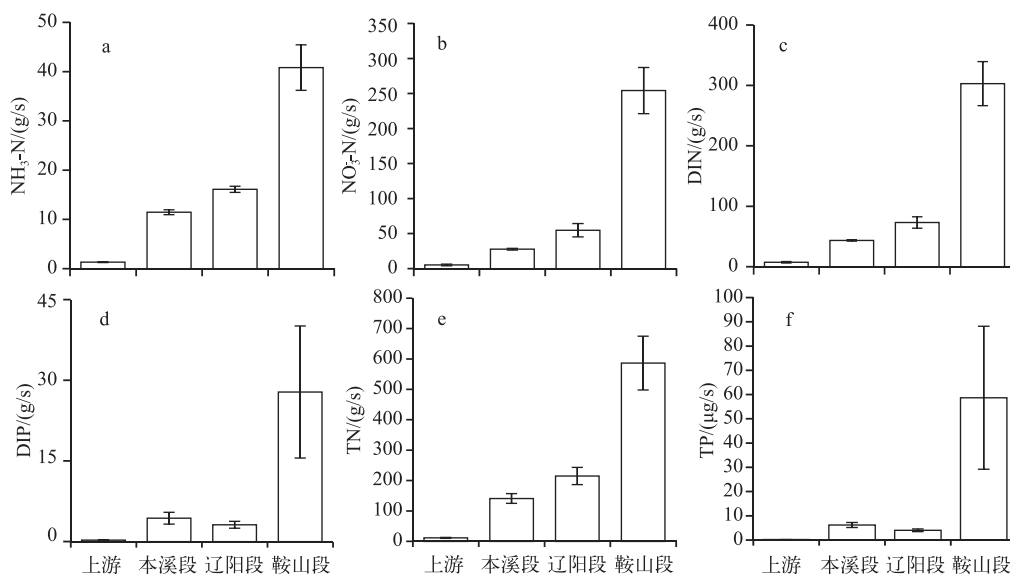 a
NH₃-N/(g/s)
50
40
30
20
10
0
b
NO₃⁻-N/(g/s)
350
300
250
200
150
100
50
0
c
DIN/(g/s)
400
300
200
100
0
d
DIP/(g/s)
45
30
15
0
上游 本溪段 辽阳段 鞍山段
e
TN/(g/s)
800
700
600
500
400
300
200
100
0
上游 本溪段 辽阳段 鞍山段
f
TP/(μg/s)
100
90
80
70
60
50
40
30
20
10
0
上游 本溪段 辽阳段 鞍山段